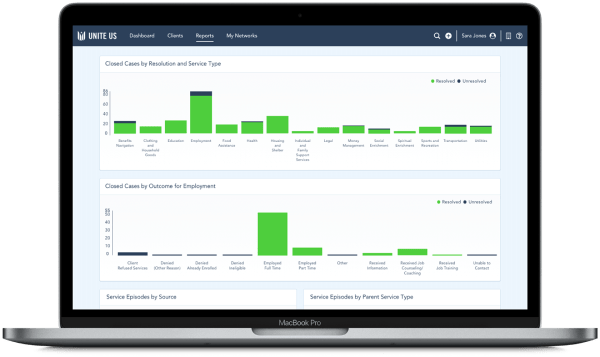 UNITE US Dashboard Clients Reports My Networks Sara Jones
Closed Cases by Resolution and Service Type
Resolved Unresolved
80
60
40
20
0
Benefits Navigation
Clothing and Household Goods
Education
Employment
Food Assistance
Health
Housing and Shelter
Individual and Family Support Services
Legal
Money Management
Social Enrichment
Spiritual Enrichment
Sports and Recreation
Transportation
Utilities
Closed Cases by Outcome for Employment
Resolved Unresolved
50
40
30
20
10
0
Client Refused Services
Denied (Other Reason)
Denied Already Enrolled
Denied Ineligible
Employed Full Time
Employed Part Time
Other
Received Information
Received Job Counseling/ Coaching
Received Job Training
Unable to Contact
Service Episodes by Source
Service Episodes by Parent Service Type
MacBook Pro